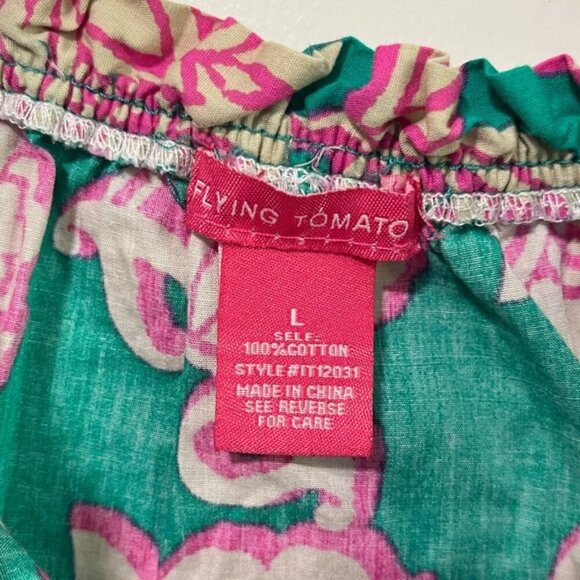 FLYING TOMATO
L
SELF:
100%COTTON
STYLE #IT12031
MADE IN CHINA
SEE REVERSE
FOR CARE